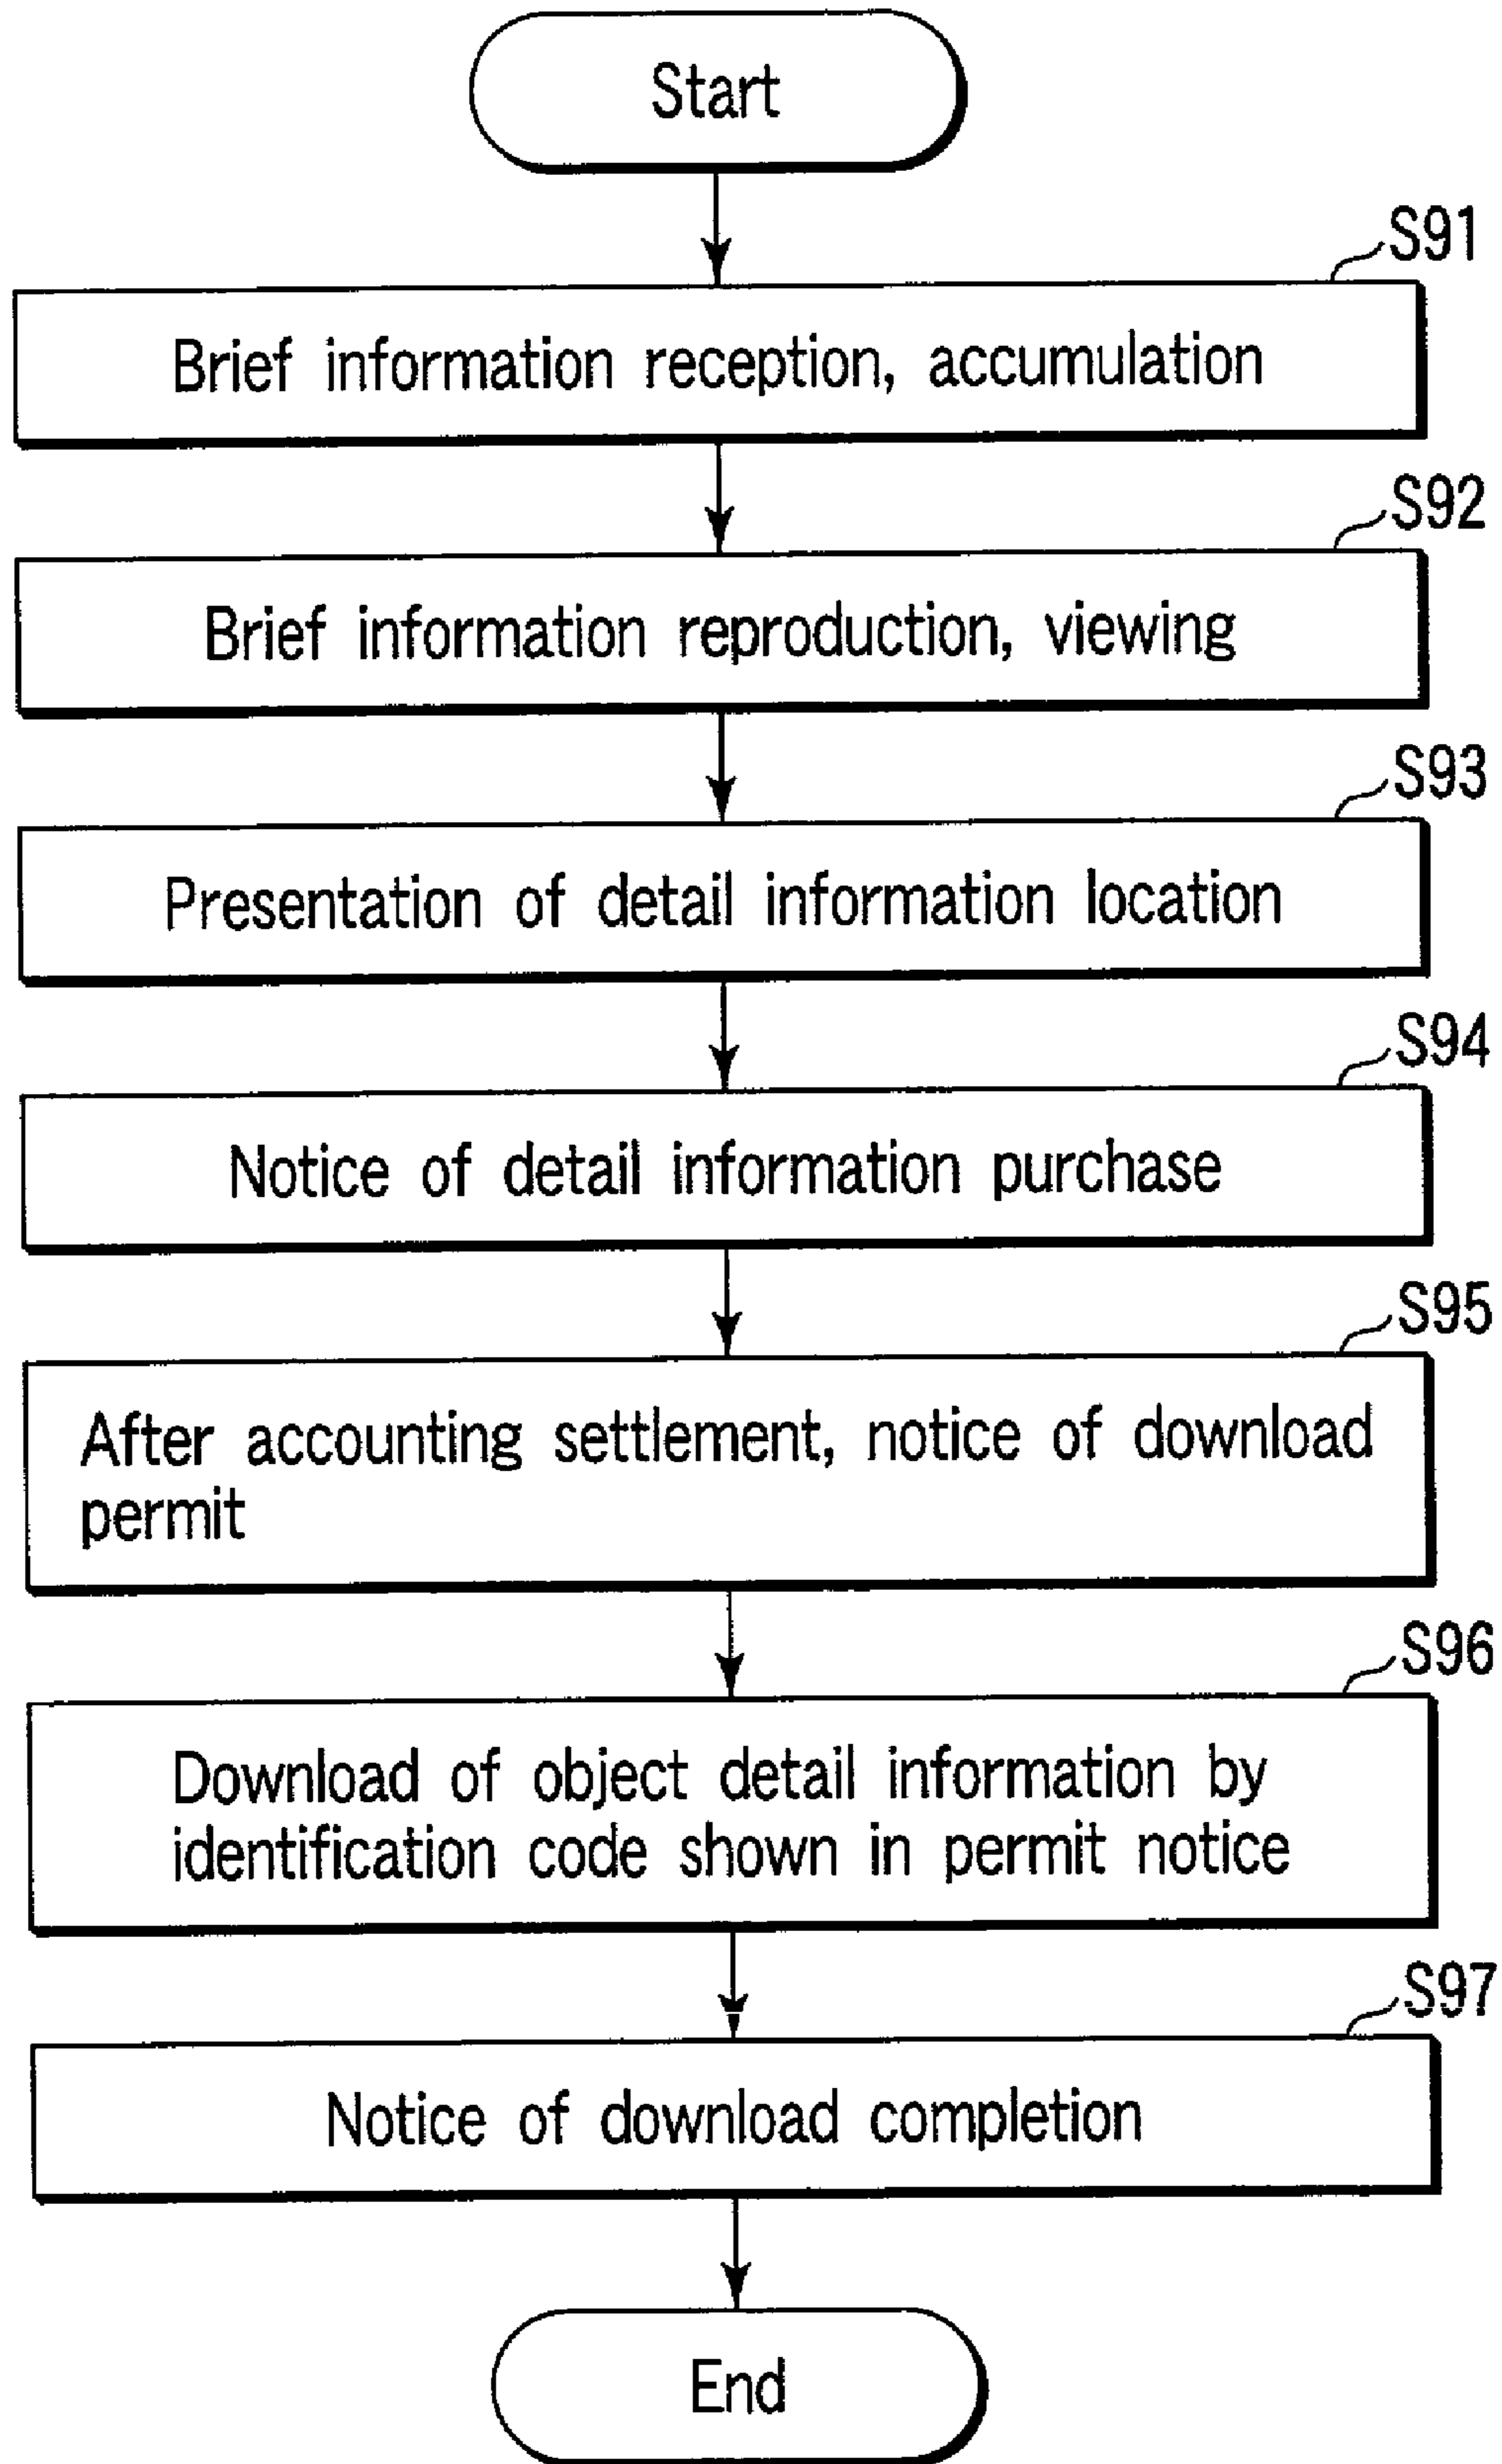 Start
S91
Brief information reception, accumulation
S92
Brief information reproduction, viewing
S93
Presentation of detail information location
S94
Notice of detail information purchase
S95
After accounting settlement, notice of download
permit
S96
Download of object detail information by
identification code shown in permit notice
S97
Notice of download completion
End